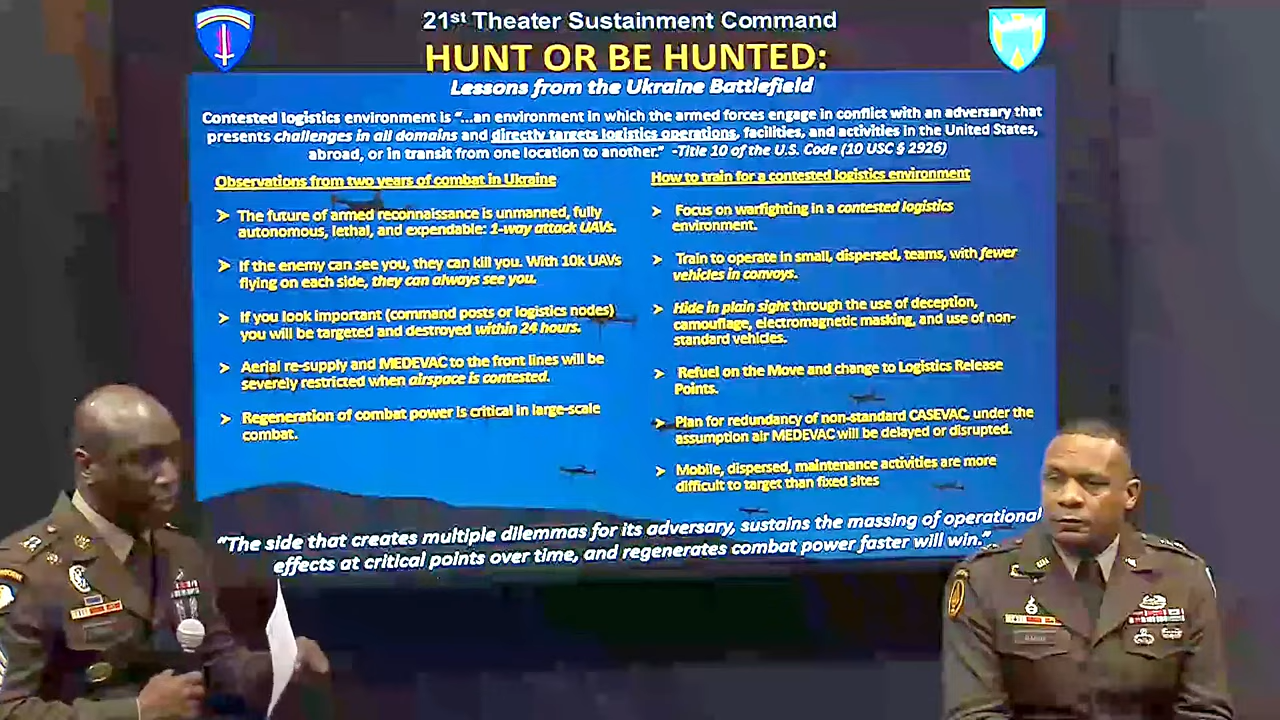 21st Theater Sustainment Command
HUNT OR BE HUNTED:
Lessons from the Ukraine Battlefield
Contested logistics environment is "...an environment in which the armed forces engage in conflict with an adversary that
presents challenges in all domains and directly targets logistics operations, facilities, and activities in the United States,
abroad, or in transit from one location to another." -Title 10 of the U.S. Code (10 USC § 2926)
Observations from two years of combat in Ukraine
➤ The future of armed reconnaissance is unmanned, fully
autonomous, lethal, and expendable: 1-way attack UAVs.
➤ If the enemy can see you, they can kill you. With 10k UAVs
flying on each side, they can always see you.
➤ If you look important (command posts or logistics nodes)
you will be targeted and destroyed within 24 hours.
➤ Aerial re-supply and MEDEVAC to the front lines will be
severely restricted when airspace is contested.
➤ Regeneration of combat power is critical in large-scale
combat.
How to train for a contested logistics environment
➤ Focus on warfighting in a contested logistics
environment.
➤ Train to operate in small, dispersed, teams, with fewer
vehicles in convoys.
➤ Hide in plain sight through the use of deception,
camouflage, electromagnetic masking, and use of non-
standard vehicles.
➤ Refuel on the Move and change to Logistics Release
Points.
➤ Plan for redundancy of non-standard CASEVAC, under the
assumption air MEDEVAC will be delayed or disrupted.
➤ Mobile, dispersed, maintenance activities are more
difficult to target than fixed sites
"The side that creates multiple dilemmas for its adversary, sustains the massing of operational
effects at critical points over time, and regenerates combat power faster will win."